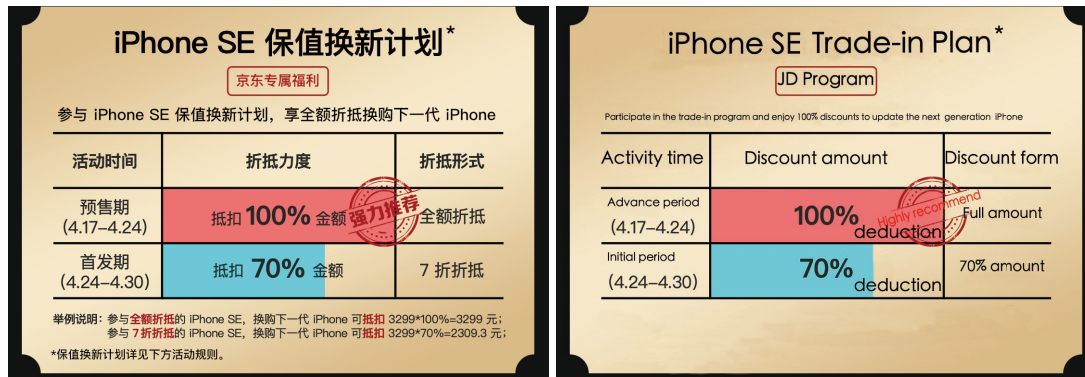 iPhone SE 保值换新计划*
京东专属福利
参与 iPhone SE 保值换新计划，享全额折抵换购下一代 iPhone
活动时间 折抵力度 折抵形式
预售期
(4.17–4.24)
抵扣 100% 金额
强力推荐
全额折抵
首发期
(4.24–4.30)
抵扣 70% 金额
7 折折抵
举例说明：参与全额折抵的 iPhone SE，换购下一代 iPhone 可抵扣 3299*100%=3299 元；
参与 7 折折抵的 iPhone SE，换购下一代 iPhone 可抵扣 3299*70%=2309.3 元；
*保值换新计划详见下方活动规则。
iPhone SE Trade-in Plan*
JD Program
Participate in the trade-in program and enjoy 100% discounts to update the next generation iPhone
Activity time Discount amount Discount form
Advance period
(4.17–4.24)
100%
deduction
Highly recommend
Full amount
Initial period
(4.24–4.30)
70%
deduction
70% amount